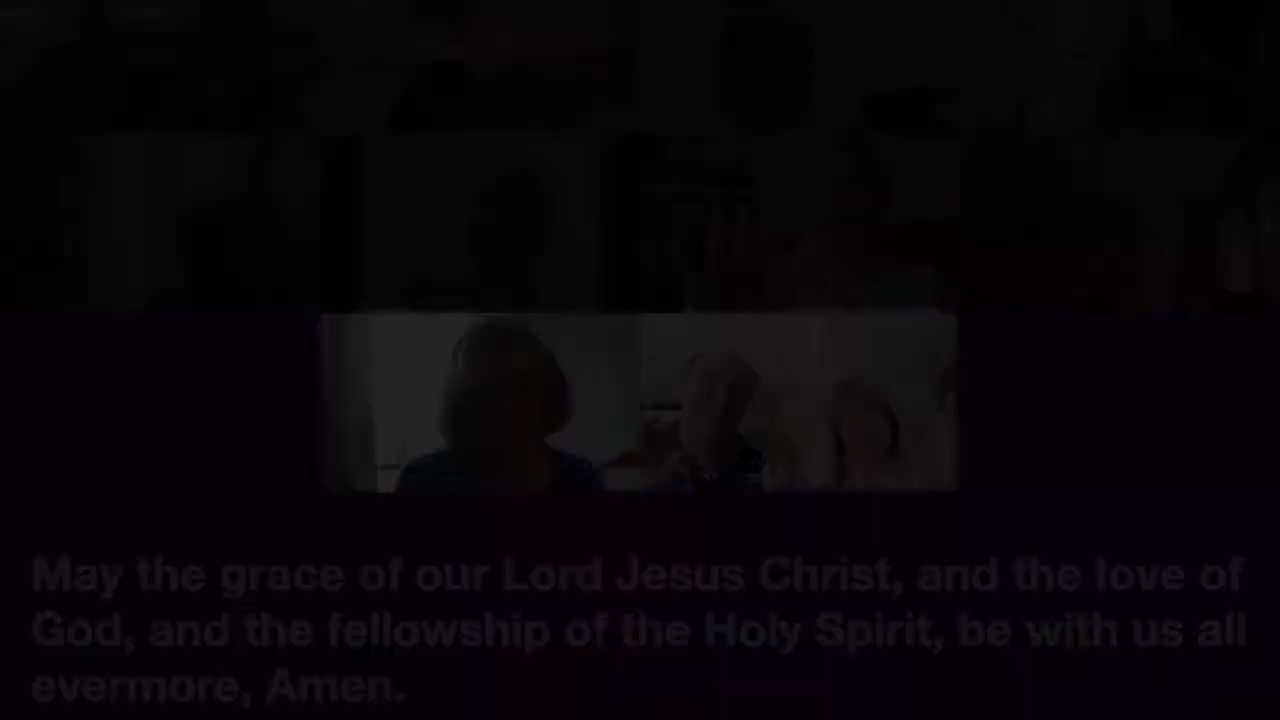 May the grace of our Lord Jesus Christ, and the love of
God, and the fellowship of the Holy Spirit, be with us all
evermore, Amen.